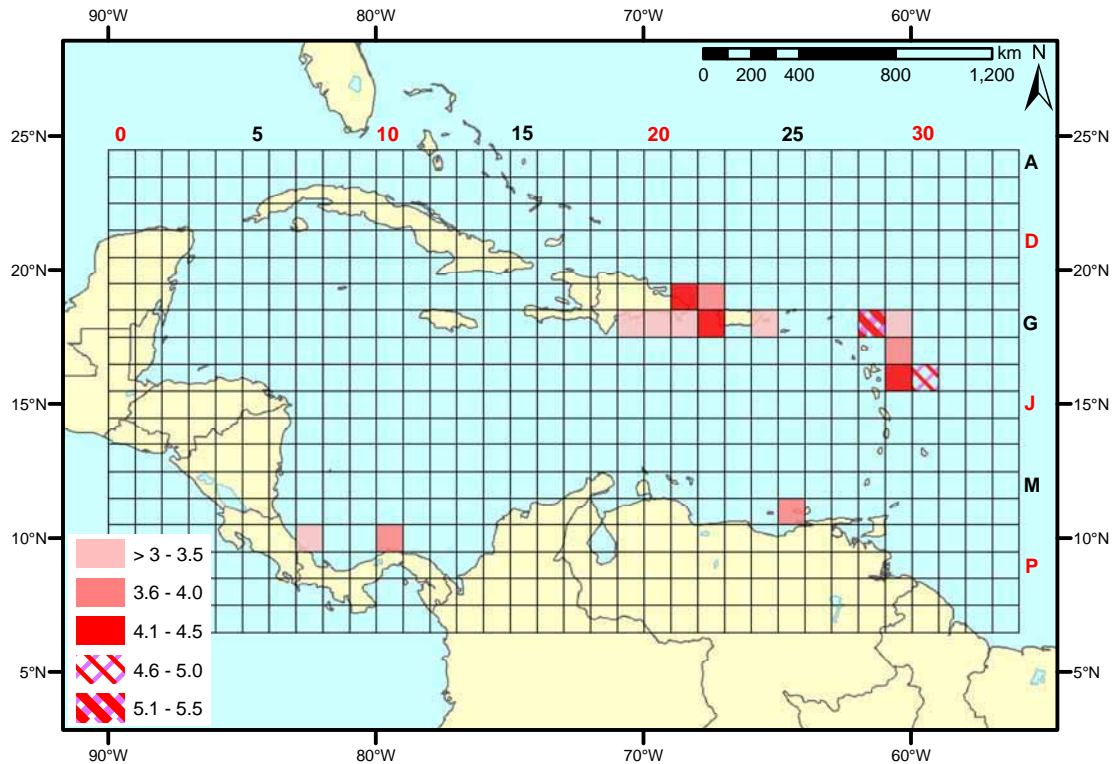 90°W 80°W 70°W 60°W
km N
0 200 400 800 1,200
25°N 0 5 10 15 20 25 30 25°N
A
D
20°N 20°N
G
15°N J 15°N
M
10°N 10°N
P
> 3 - 3.5
3.6 - 4.0
4.1 - 4.5
4.6 - 5.0
5.1 - 5.5
5°N 5°N
90°W 80°W 70°W 60°W